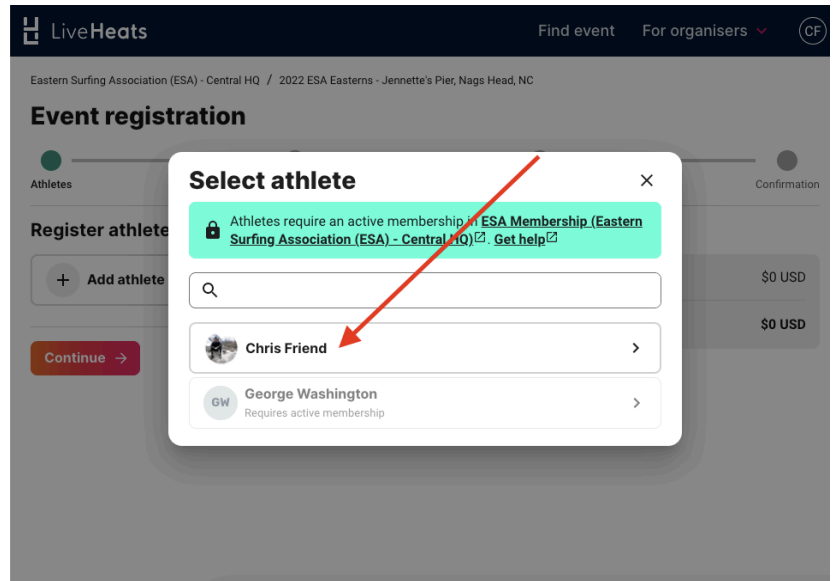 LiveHeats
Find event
For organisers
CF
Eastern Surfing Association (ESA) - Central HQ / 2022 ESA Easterns - Jennette's Pier, Nags Head, NC
Event registration
Athletes
Confirmation
Select athlete
Athletes require an active membership in ESA Membership (Eastern
Surfing Association (ESA) - Central HQ). Get help
Register athlete
+ Add athlete
$0 USD
$0 USD
Continue →
Chris Friend
GW
George Washington
Requires active membership